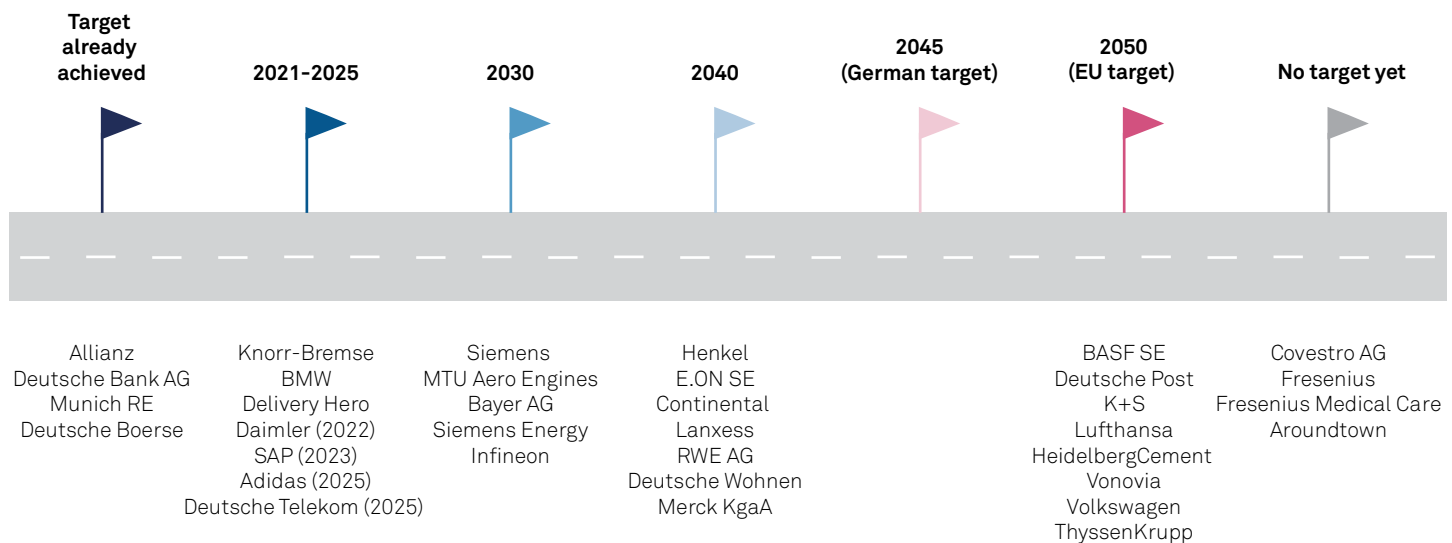 Target
already
achieved
2021-2025
2030
2040
2045
(German target)
2050
(EU target)
No target yet
Allianz
Deutsche Bank AG
Munich RE
Deutsche Boerse
Knorr-Bremse
BMW
Delivery Hero
Daimler (2022)
SAP (2023)
Adidas (2025)
Deutsche Telekom (2025)
Siemens
MTU Aero Engines
Bayer AG
Siemens Energy
Infineon
Henkel
E.ON SE
Continental
Lanxess
RWE AG
Deutsche Wohnen
Merck KgaA
BASF SE
Deutsche Post
K+S
Lufthansa
HeidelbergCement
Vonovia
Volkswagen
ThyssenKrupp
Covestro AG
Fresenius
Fresenius Medical Care
Aroundtown